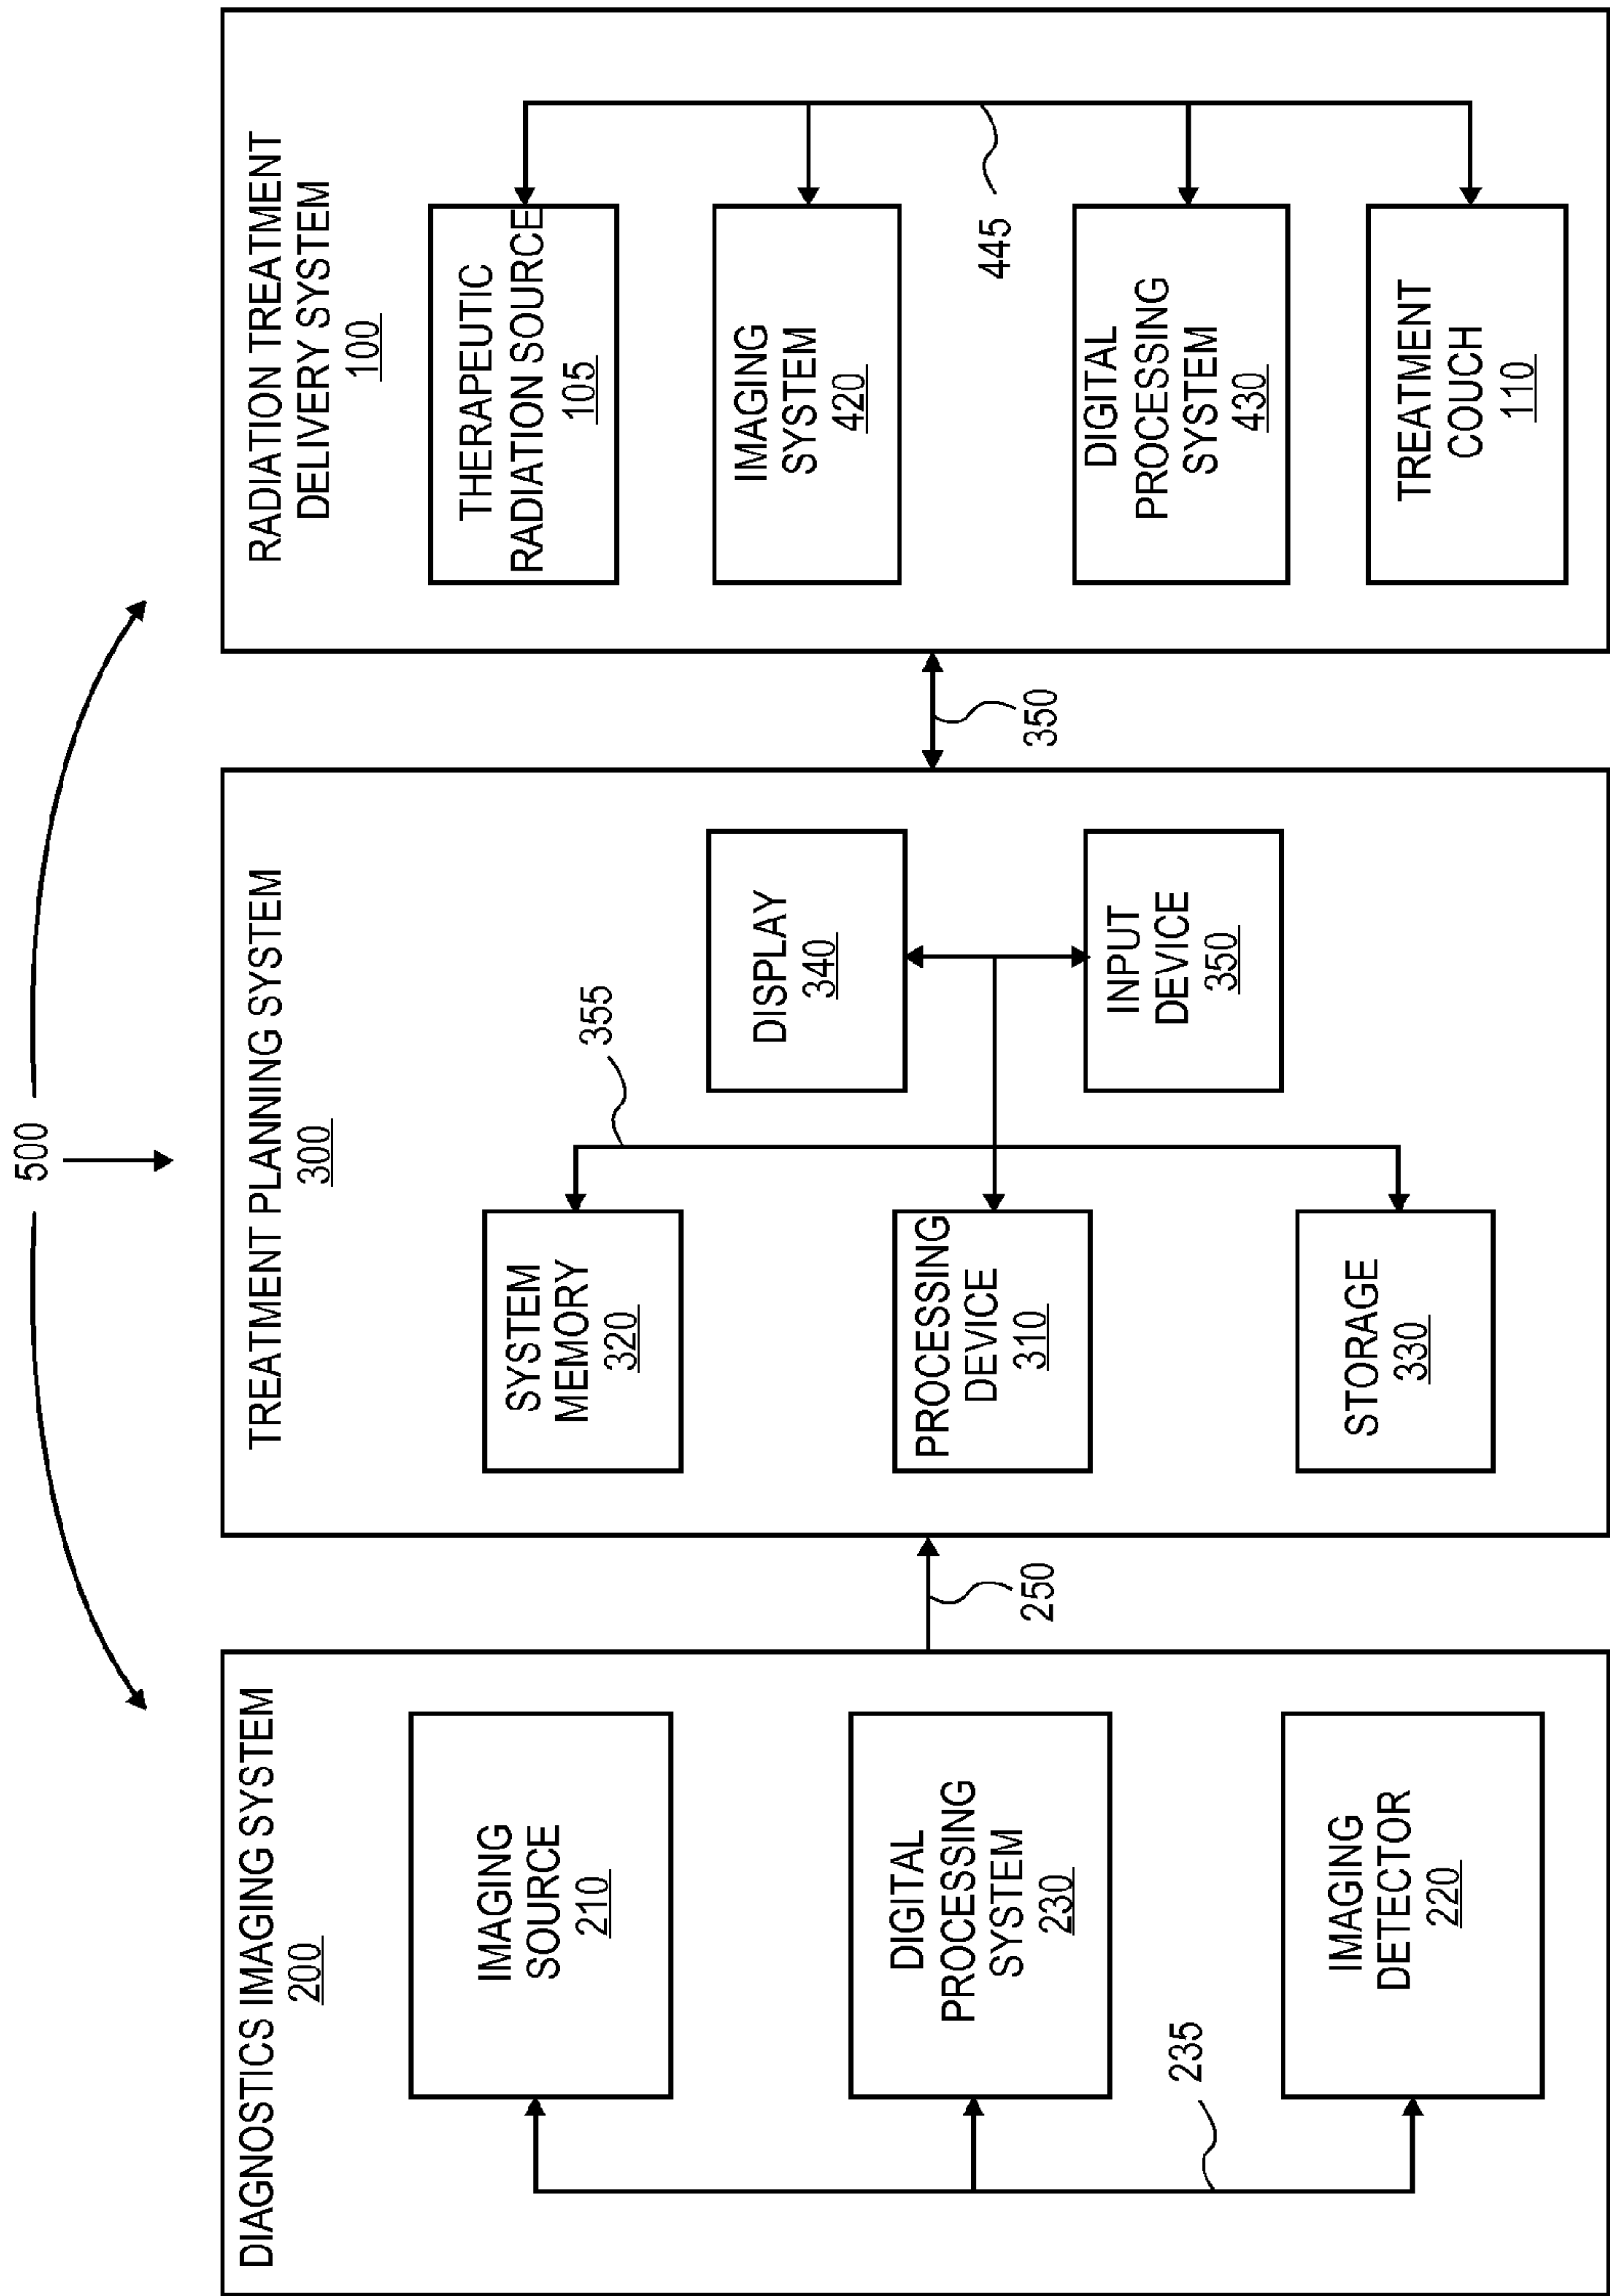 500
DIAGNOSTICS IMAGING SYSTEM
200
IMAGING
SOURCE
210
DIGITAL
PROCESSING
SYSTEM
230
IMAGING
DETECTOR
220
235
250
TREATMENT PLANNING SYSTEM
300
355
SYSTEM
MEMORY
320
PROCESSING
DEVICE
310
STORAGE
330
DISPLAY
340
INPUT
DEVICE
350
350
RADIATION TREATMENT
DELIVERY SYSTEM
100
THERAPEUTIC
RADIATION SOURCE
105
IMAGING
SYSTEM
420
DIGITAL
PROCESSING
SYSTEM
430
TREATMENT
COUCH
110
445